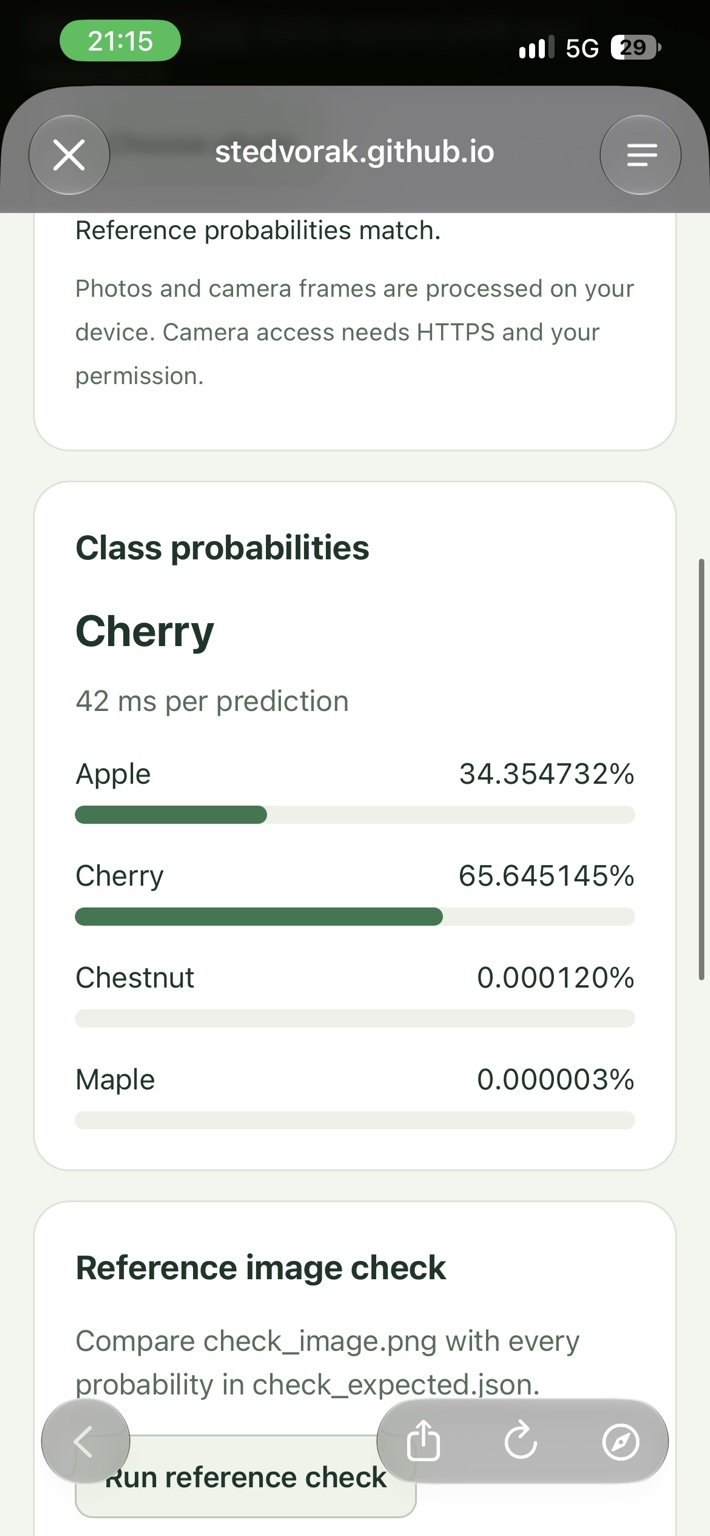 21:15
5G 29
stedvorak.github.io
Reference probabilities match.
Photos and camera frames are processed on your
device. Camera access needs HTTPS and your
permission.
Class probabilities
Cherry
42 ms per prediction
Apple 34.354732%
Cherry 65.645145%
Chestnut 0.000120%
Maple 0.000003%
Reference image check
Compare check_image.png with every
probability in check_expected.json.
Run reference check